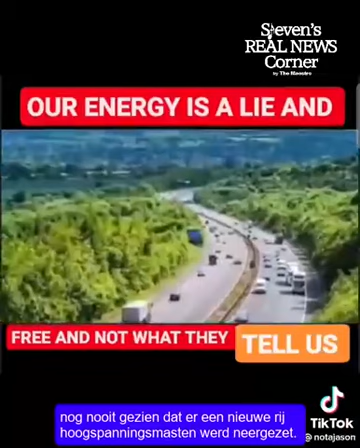 Steven's
REAL NEWS
Corner
by The Maestro
OUR ENERGY IS A LIE AND
FREE AND NOT WHAT THEY
TELL US
nog nooit gezien dat er een nieuwe rij
hoogspanningsmasten werd neergezet.
TikTok
@notajason